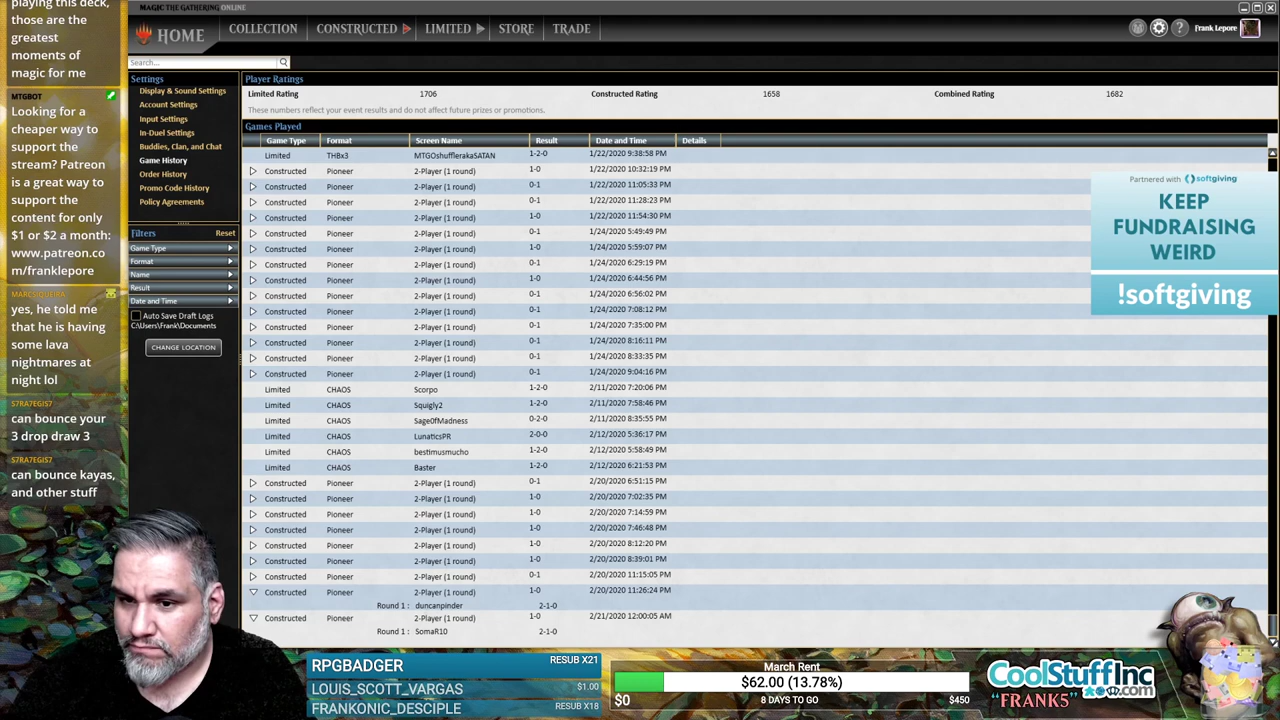 playing this deck,
those are the
greatest
moments of
magic for me
MTGBOT
Looking for a
cheaper way to
support the
stream? Patreon
is a great way to
support the
content for only
$1 or $2 a month:
www.patreon.co
m/franklepore
MARCSIQUEIRA
yes, he told me
that he is having
some lava
nightmares at
night lol
S7RA7EGIS7
can bounce your
3 drop draw 3
S7RA7EGIS7
can bounce kayas,
and other stuff
MAGIC THE GATHERING ONLINE
HOME COLLECTION CONSTRUCTED LIMITED STORE TRADE
Frank Lepore
Search...
Settings
Display & Sound Settings
Account Settings
Input Settings
In-Duel Settings
Buddies, Clan, and Chat
Game History
Order History
Promo Code History
Policy Agreements
Filters Reset
Game Type
Format
Name
Result
Date and Time
Auto Save Draft Logs
C:\Users\Frank\Documents
CHANGE LOCATION
Player Ratings
Limited Rating 1706 Constructed Rating 1658 Combined Rating 1682
These numbers reflect your event results and do not affect future prizes or promotions.
Games Played
Game Type Format Screen Name Result Date and Time Details
Limited THBx3 MTGOshufflerakaSATAN 1-2-0 1/22/2020 9:38:58 PM
Constructed Pioneer 2-Player (1 round) 1-0 1/22/2020 10:32:19 PM
Constructed Pioneer 2-Player (1 round) 0-1 1/22/2020 11:05:33 PM
Constructed Pioneer 2-Player (1 round) 0-1 1/22/2020 11:28:23 PM
Constructed Pioneer 2-Player (1 round) 1-0 1/22/2020 11:54:30 PM
Constructed Pioneer 2-Player (1 round) 0-1 1/24/2020 5:49:49 PM
Constructed Pioneer 2-Player (1 round) 1-0 1/24/2020 5:59:07 PM
Constructed Pioneer 2-Player (1 round) 0-1 1/24/2020 6:29:19 PM
Constructed Pioneer 2-Player (1 round) 1-0 1/24/2020 6:44:56 PM
Constructed Pioneer 2-Player (1 round) 0-1 1/24/2020 6:56:02 PM
Constructed Pioneer 2-Player (1 round) 0-1 1/24/2020 7:08:12 PM
Constructed Pioneer 2-Player (1 round) 0-1 1/24/2020 7:35:00 PM
Constructed Pioneer 2-Player (1 round) 0-1 1/24/2020 8:16:11 PM
Constructed Pioneer 2-Player (1 round) 0-1 1/24/2020 8:33:35 PM
Constructed Pioneer 2-Player (1 round) 0-1 1/24/2020 9:04:16 PM
Limited CHAOS Scorpo 1-2-0 2/11/2020 7:20:06 PM
Limited CHAOS Squigly2 1-2-0 2/11/2020 7:58:46 PM
Limited CHAOS Sage0fMadness 0-2-0 2/11/2020 8:35:55 PM
Limited CHAOS LunaticsPR 2-0-0 2/12/2020 5:36:17 PM
Limited CHAOS bestimusmucho 1-2-0 2/12/2020 5:58:49 PM
Limited CHAOS Baster 1-2-0 2/12/2020 6:21:53 PM
Constructed Pioneer 2-Player (1 round) 0-1 2/20/2020 6:51:15 PM
Constructed Pioneer 2-Player (1 round) 1-0 2/20/2020 7:02:35 PM
Constructed Pioneer 2-Player (1 round) 1-0 2/20/2020 7:14:59 PM
Constructed Pioneer 2-Player (1 round) 1-0 2/20/2020 7:46:48 PM
Constructed Pioneer 2-Player (1 round) 1-0 2/20/2020 8:12:20 PM
Constructed Pioneer 2-Player (1 round) 1-0 2/20/2020 8:39:01 PM
Constructed Pioneer 2-Player (1 round) 0-1 2/20/2020 11:15:05 PM
Constructed Pioneer 2-Player (1 round) 1-0 2/20/2020 11:26:24 PM
Round 1 : duncanpinder 2-1-0
Constructed Pioneer 2-Player (1 round) 1-0 2/21/2020 12:00:05 AM
Round 1 : SomaR10 2-1-0
Partnered with softgiving
KEEP
FUNDRAISING
WEIRD
!softgiving
RPGBADGER RESUB X21
LOUIS_SCOTT_VARGAS $1.00
FRANKONIC_DESCIPLE RESUB X18
March Rent
$62.00 (13.78%)
$0 8 DAYS TO GO $450
CoolStuffInc
.com
"FRANK5"